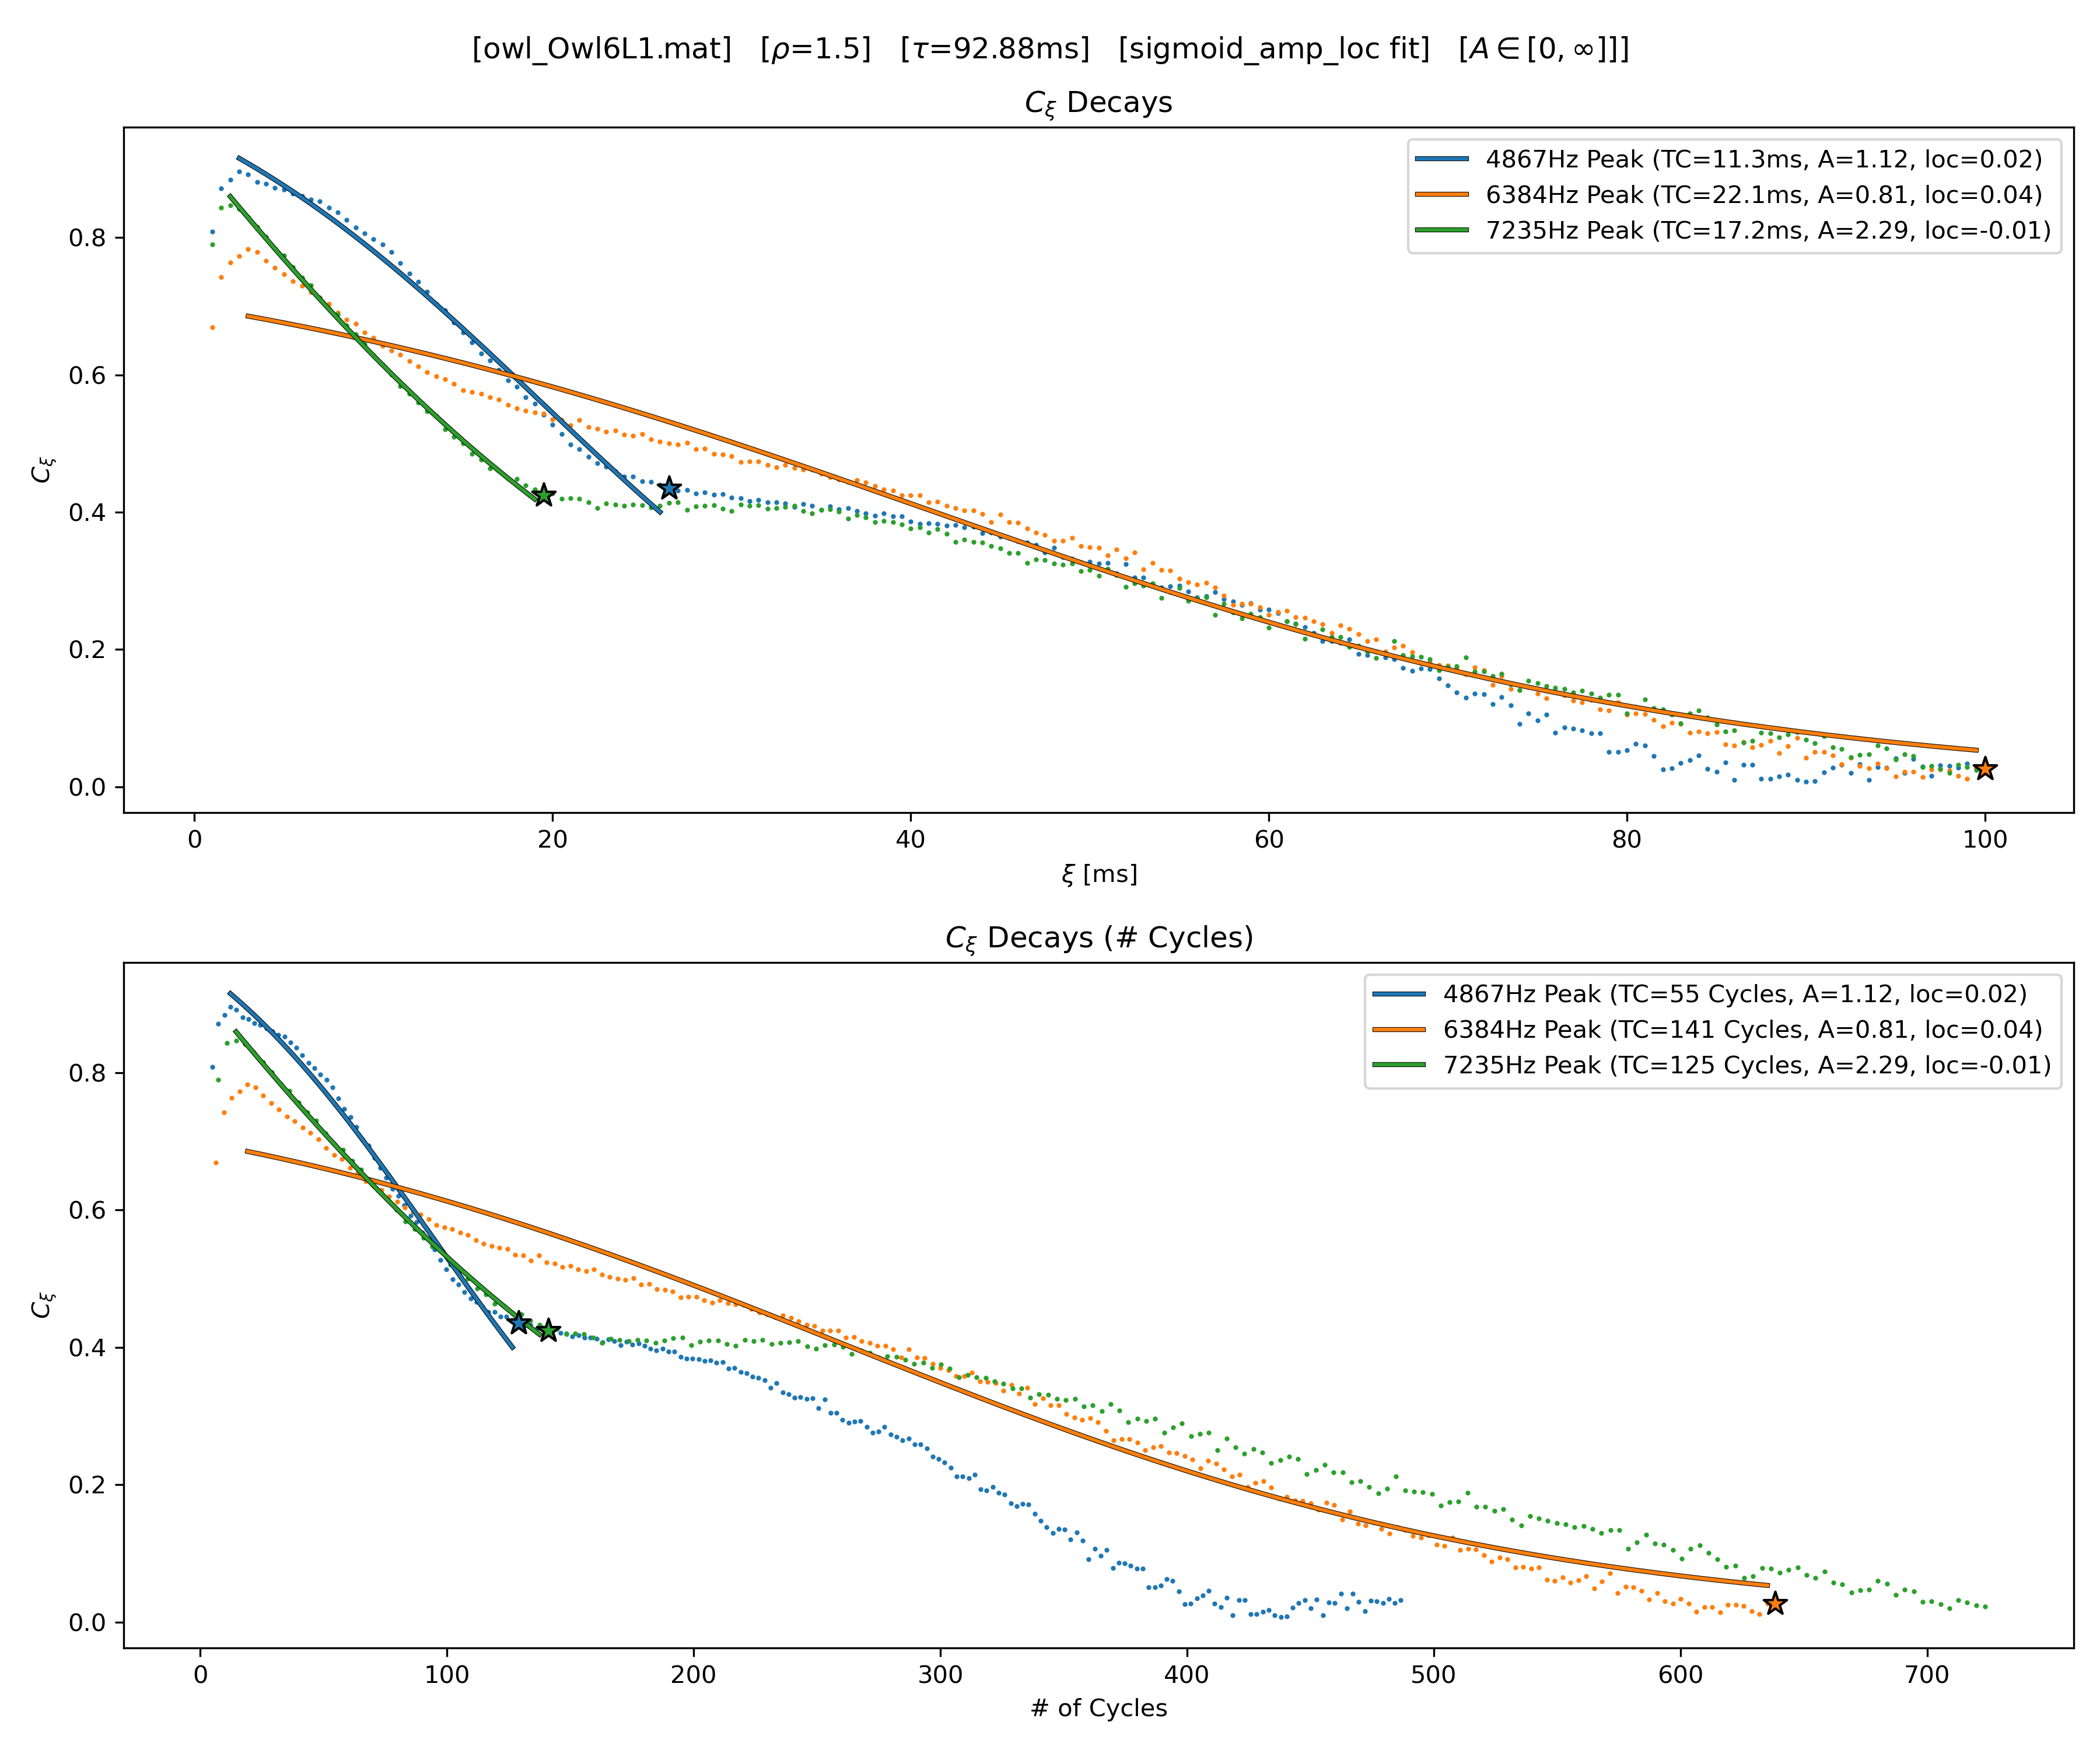 [owl_Owl6L1.mat]   [ρ=1.5]   [τ=92.88ms]   [sigmoid_amp_loc fit]   [A ∈ [0, ∞]]]
C_ξ Decays
4867Hz Peak (TC=11.3ms, A=1.12, loc=0.02)
6384Hz Peak (TC=22.1ms, A=0.81, loc=0.04)
7235Hz Peak (TC=17.2ms, A=2.29, loc=-0.01)
0.8
0.6
0.4
0.2
0.0
C_ξ
0 20 40 60 80 100
ξ [ms]
C_ξ Decays (# Cycles)
4867Hz Peak (TC=55 Cycles, A=1.12, loc=0.02)
6384Hz Peak (TC=141 Cycles, A=0.81, loc=0.04)
7235Hz Peak (TC=125 Cycles, A=2.29, loc=-0.01)
0.8
0.6
0.4
0.2
0.0
C_ξ
0 100 200 300 400 500 600 700
# of Cycles